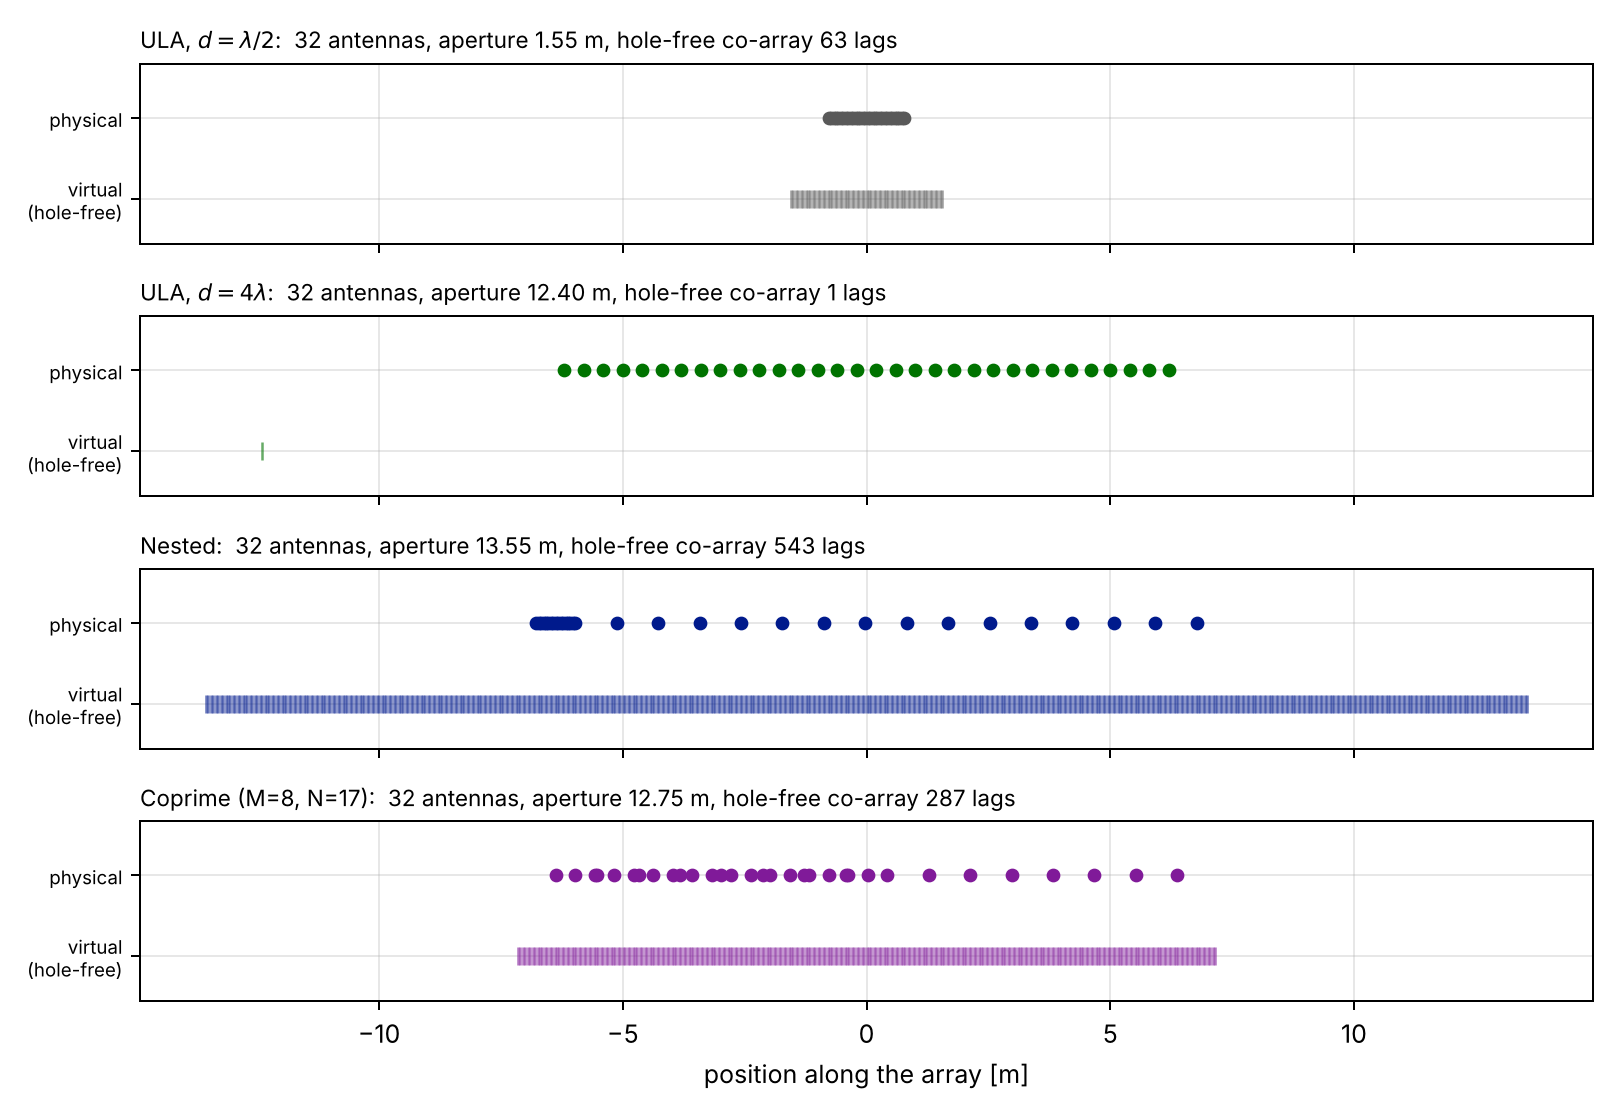 ULA, d = λ/2: 32 antennas, aperture 1.55 m, hole-free co-array 63 lags
physical
virtual
(hole-free)
ULA, d = 4λ: 32 antennas, aperture 12.40 m, hole-free co-array 1 lags
physical
virtual
(hole-free)
Nested: 32 antennas, aperture 13.55 m, hole-free co-array 543 lags
physical
virtual
(hole-free)
Coprime (M=8, N=17): 32 antennas, aperture 12.75 m, hole-free co-array 287 lags
physical
virtual
(hole-free)
−10 −5 0 5 10
position along the array [m]